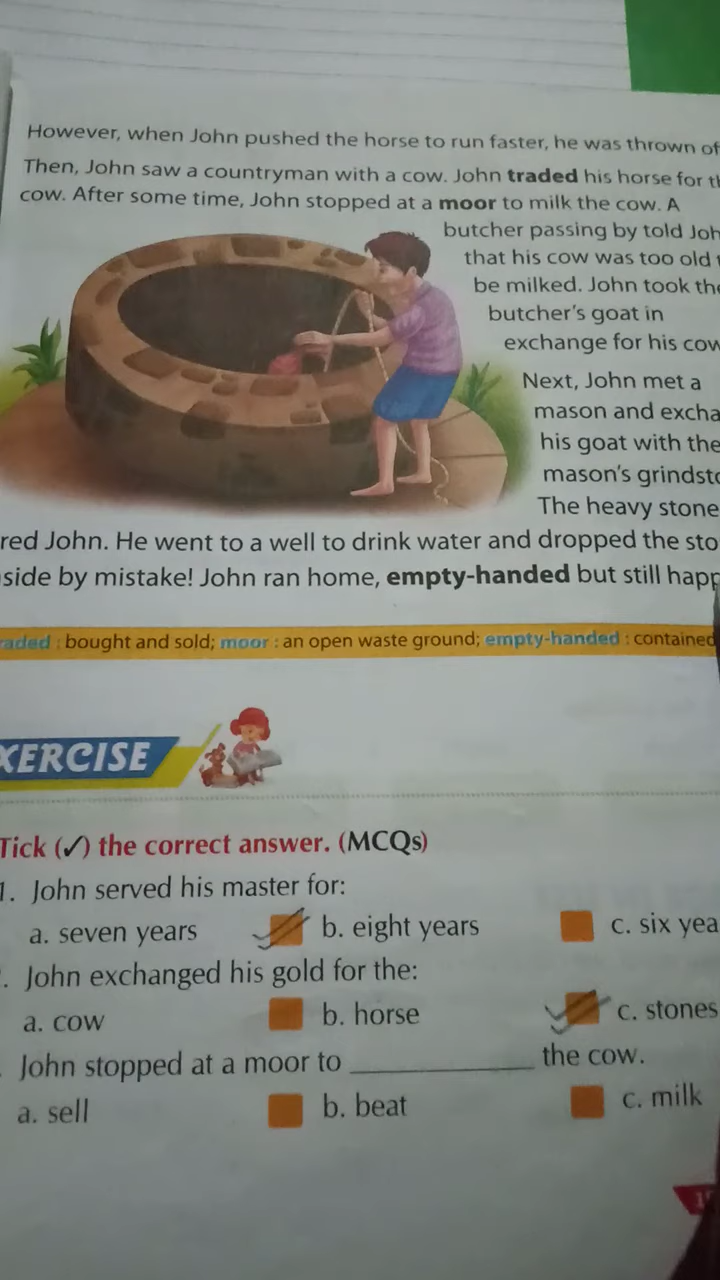 However, when John pushed the horse to run faster, he was thrown of
Then, John saw a countryman with a cow. John traded his horse for t
cow. After some time, John stopped at a moor to milk the cow. A
butcher passing by told Joh
that his cow was too old
be milked. John took the
butcher's goat in
exchange for his cow
Next, John met a
mason and excha
his goat with the
mason's grindsto
The heavy stone
red John. He went to a well to drink water and dropped the sto
side by mistake! John ran home, empty-handed but still happ
raded : bought and sold; moor : an open waste ground; empty-handed : contained
XERCISE
Tick (✓) the correct answer. (MCQs)
1. John served his master for:
a. seven years b. eight years c. six yea
. John exchanged his gold for the:
a. cow b. horse c. stones
John stopped at a moor to ____________ the cow.
a. sell b. beat c. milk